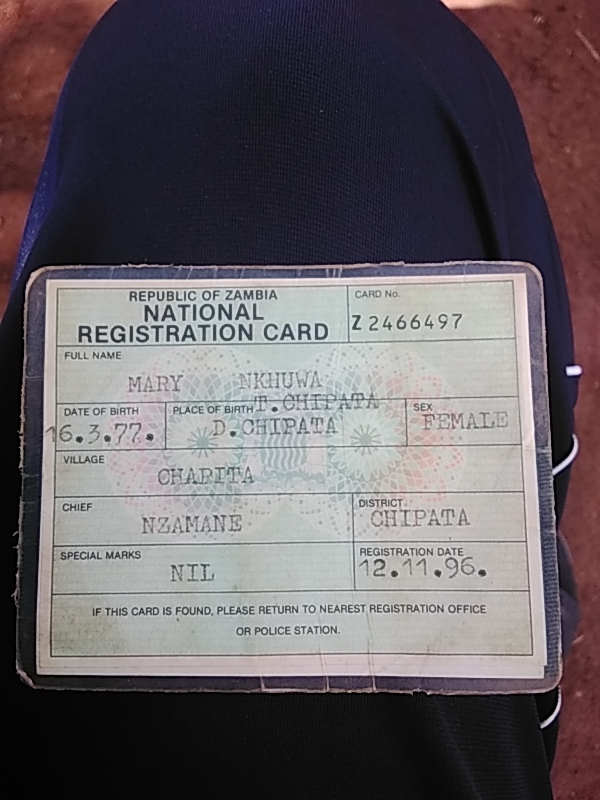 REPUBLIC OF ZAMBIA
NATIONAL
REGISTRATION CARD
CARD No.
Z 2466497
FULL NAME
MARY NKHUWA
DATE OF BIRTH
16.3.77.
PLACE OF BIRTH T.CHIPATA
D.CHIPATA
SEX
FEMALE
VILLAGE
CHAPITA
CHIEF
NZAMANE
DISTRICT
CHIPATA
SPECIAL MARKS
NIL
REGISTRATION DATE
12.11.96.
IF THIS CARD IS FOUND, PLEASE RETURN TO NEAREST REGISTRATION OFFICE
OR POLICE STATION.